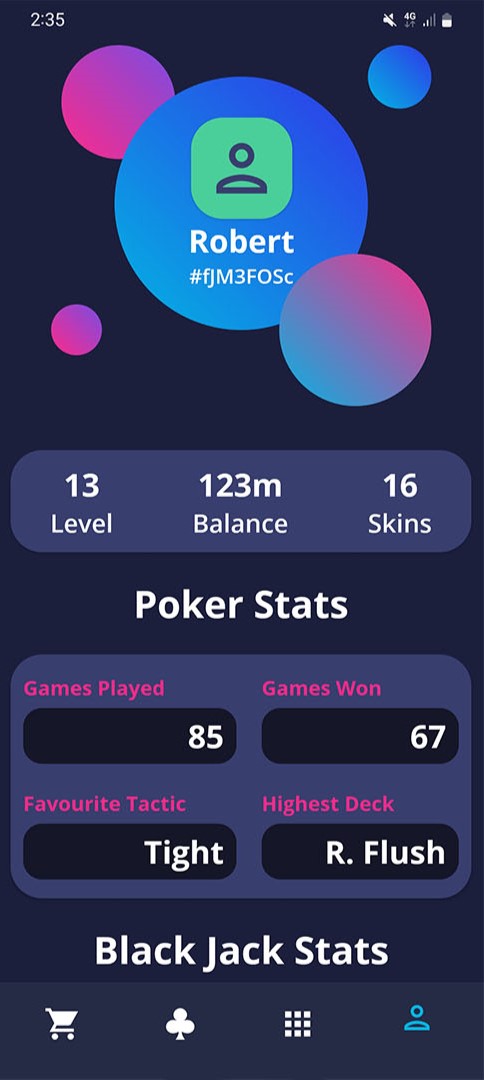 2:35
4G
Robert
#fJM3FOSc
13 123m 16
Level Balance Skins
Poker Stats
Games Played Games Won
85 67
Favourite Tactic Highest Deck
Tight R. Flush
Black Jack Stats